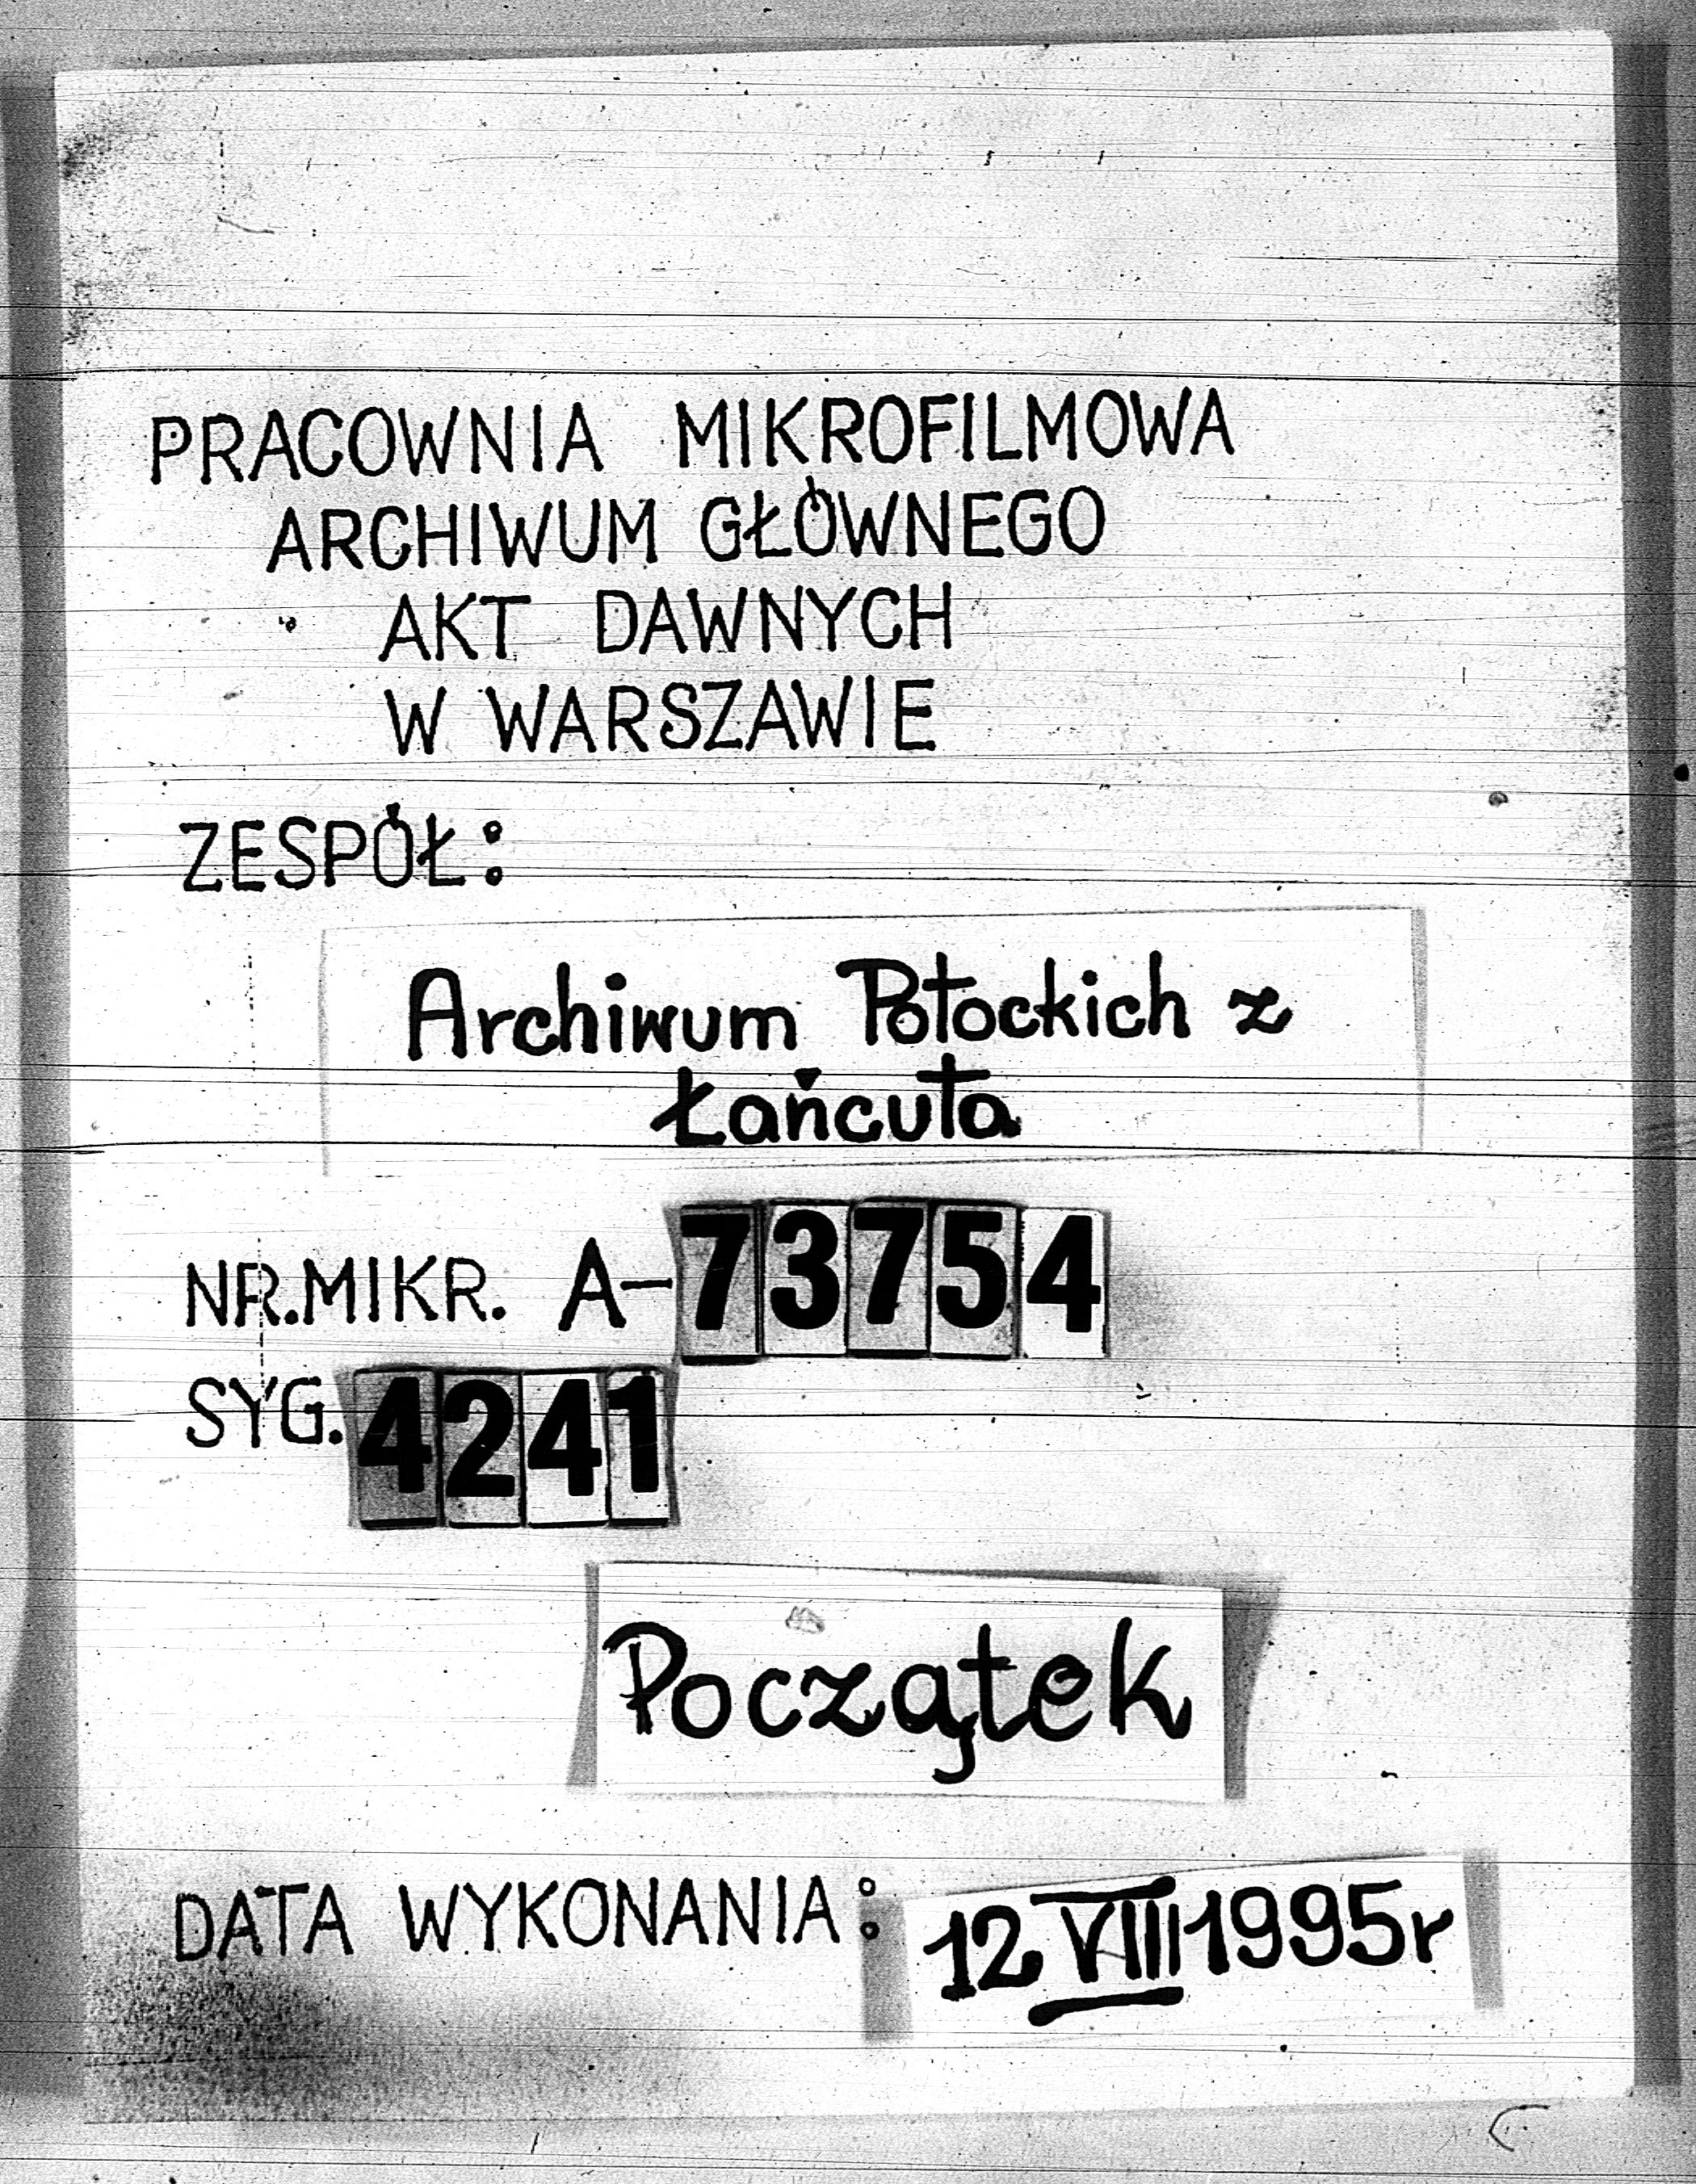 PRACOWNIA MIKROFILMOWA
ARCHIWUM GŁÓWNEGO
AKT DAWNYCH
W WARSZAWIE
ZESPÓŁ:
Archiwum Potockich z
Łańcuta
NR.MIKR. A-73754
SYG. 4241
Początek
DATA WYKONANIA: 12 VIII 1995r